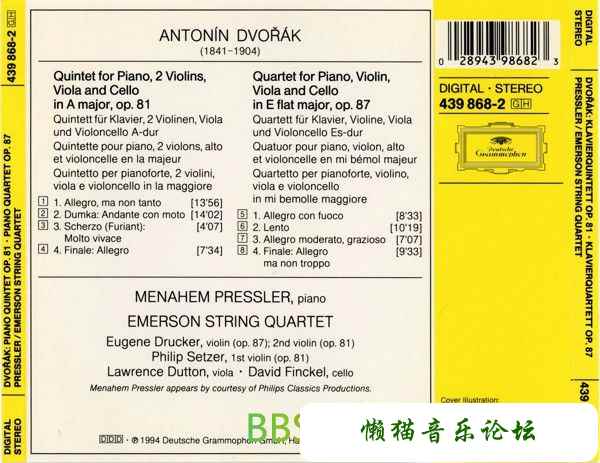 439 868-2 GH
DIGITAL
STEREO
DVOŘÁK: PIANO QUINTET OP. 81 · PIANO QUARTET OP. 87
PRESSLER / EMERSON STRING QUARTET
DIGITAL
STEREO
ANTONÍN DVOŘÁK
(1841–1904)
Quintet for Piano, 2 Violins,
Viola and Cello
in A major, op. 81
Quintett für Klavier, 2 Violinen, Viola
und Violoncello A-dur
Quintette pour piano, 2 violons, alto
et violoncelle en la majeur
Quintetto per pianoforte, 2 violini,
viola e violoncello in la maggiore
1 1. Allegro, ma non tanto [13'56]
2 2. Dumka: Andante con moto [14'02]
3 3. Scherzo (Furiant): [4'07]
Molto vivace
4 4. Finale: Allegro [7'34]
Quartet for Piano, Violin,
Viola and Cello
in E flat major, op. 87
Quartett für Klavier, Violine, Viola
und Violoncello Es-dur
Quatuor pour piano, violon, alto
et violoncelle en mi bémol majeur
Quartetto per pianoforte, violino,
viola e violoncello
in mi bemolle maggiore
5 1. Allegro con fuoco [8'33]
6 2. Lento [10'19]
7 3. Allegro moderato, grazioso [7'07]
8 4. Finale: Allegro [9'33]
ma non troppo
MENAHEM PRESSLER, piano
EMERSON STRING QUARTET
Eugene Drucker, violin (op. 87); 2nd violin (op. 81)
Philip Setzer, 1st violin (op. 81)
Lawrence Dutton, viola · David Finckel, cello
Menahem Pressler appears by courtesy of Philips Classics Productions.
DDD · ℗ 1994 Deutsche Grammophon GmbH, Ha
BBS
懒猫音乐论坛
0 28943 98682 3
DIGITAL · STEREO
439 868-2 GH
Deutsche
Grammophon
Cover Illustration:
DIGITAL
STEREO
DVOŘÁK: KLAVIERQUINTETT OP. 81 · KLAVIERQUARTETT OP. 87
PRESSLER / EMERSON STRING QUARTET
439